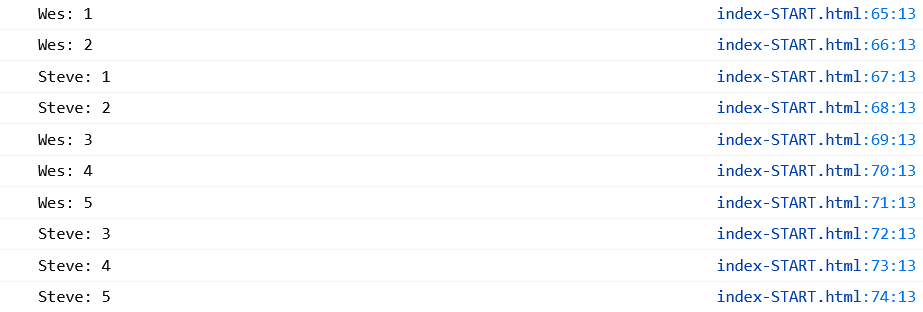 Wes: 1 index-START.html:65:13
Wes: 2 index-START.html:66:13
Steve: 1 index-START.html:67:13
Steve: 2 index-START.html:68:13
Wes: 3 index-START.html:69:13
Wes: 4 index-START.html:70:13
Wes: 5 index-START.html:71:13
Steve: 3 index-START.html:72:13
Steve: 4 index-START.html:73:13
Steve: 5 index-START.html:74:13